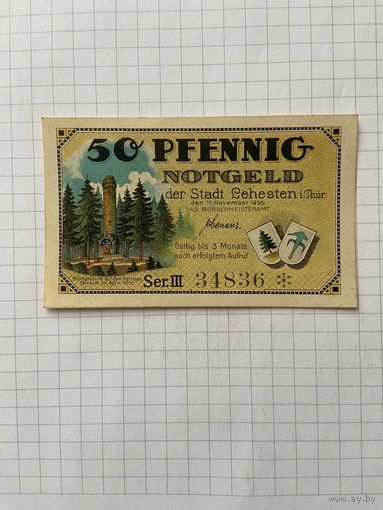 50 PFENNIG
NOTGELD
der Stadt Lehesten i. Thür.
den 11. November 1920
DAS BÜRGERMEISTERAMT
Gültig bis 3 Monate
nach erfolgtem Aufruf
Ser. III 34836
www.ay.by